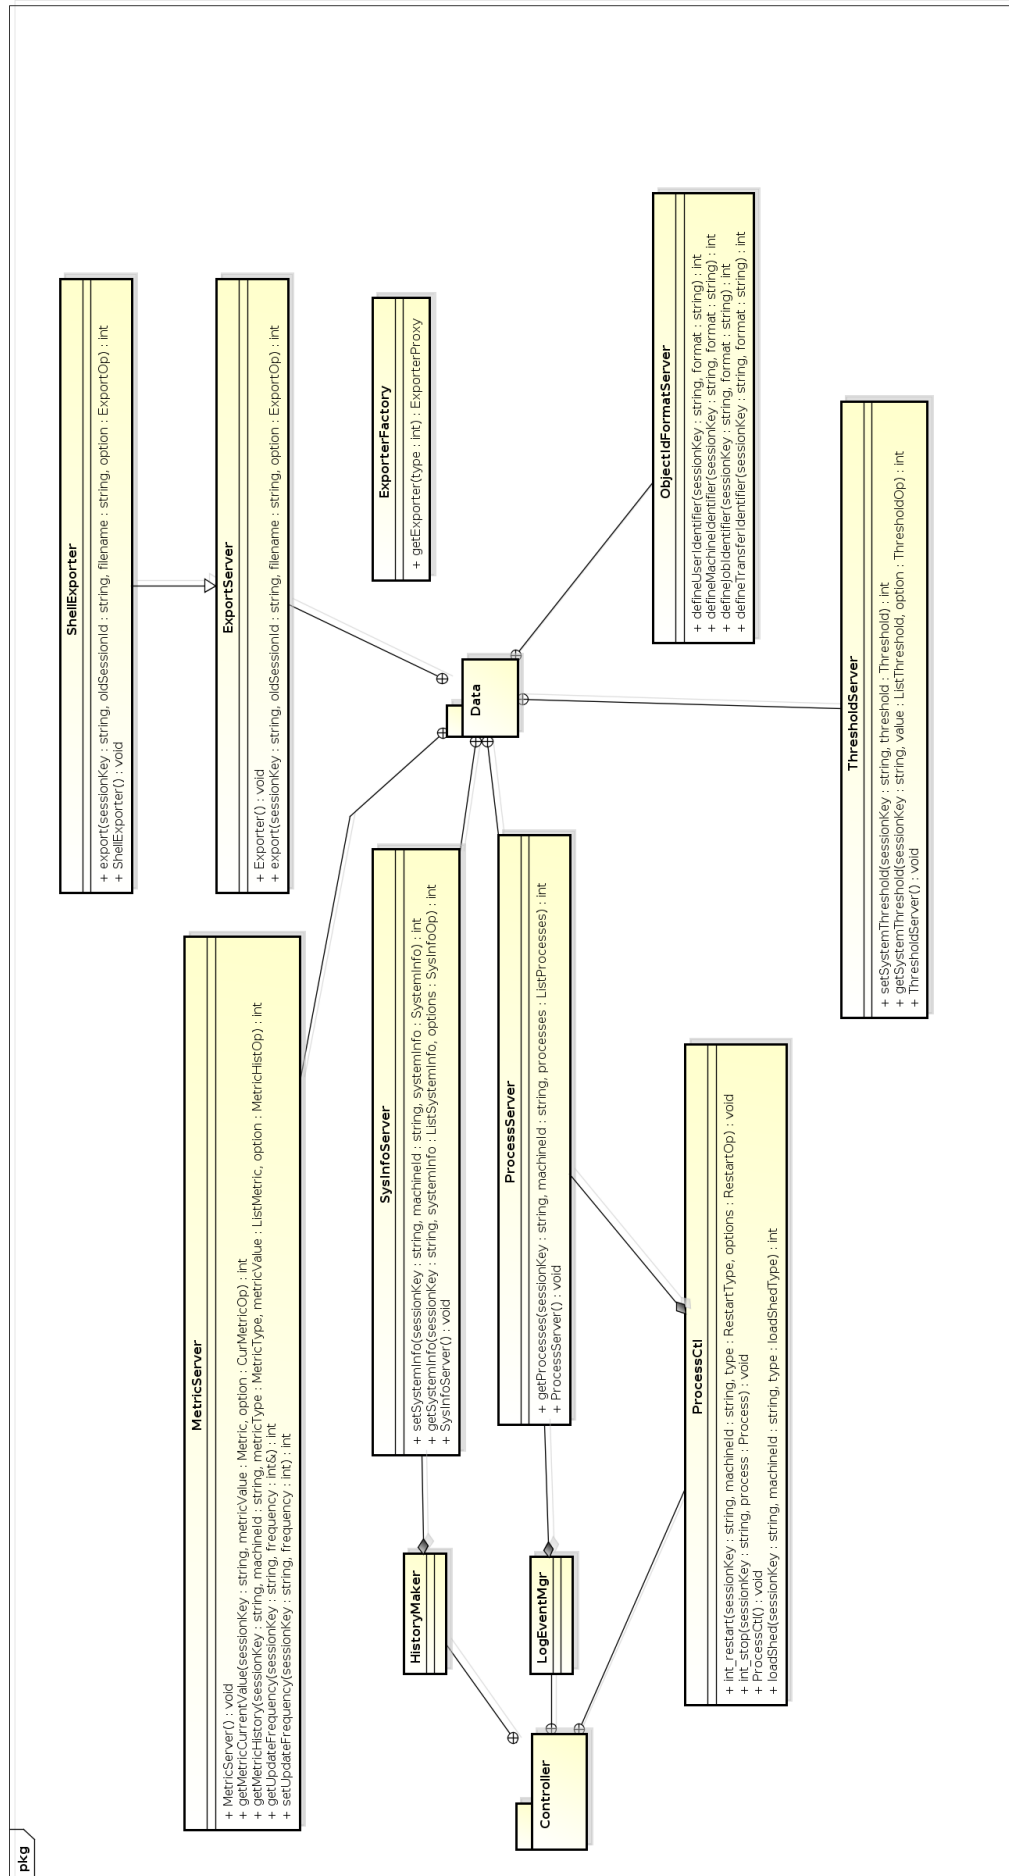 pkg
ShellExporter
+ export(sessionKey : string, oldSessionId : string, filename : string, option : ExportOp) : int
+ ShellExporter() : void
MetricServer
+ MetricServer() : void
+ getMetricCurrentValue(sessionKey : string, metricValue : Metric, option : CurMetricOp) : int
+ getMetricHistory(sessionKey : string, machineId : string, metricType : MetricType, metricValue : ListMetric, option : MetricHistOp) : int
+ getUpdateFrequency(sessionKey : string, frequency : int&) : int
+ setUpdateFrequency(sessionKey : string, frequency : int) : int
ExportServer
+ Exporter() : void
+ export(sessionKey : string, oldSessionId : string, filename : string, option : ExportOp) : int
HistoryMaker
SysInfoServer
+ setSystemInfo(sessionKey : string, machineId : string, systemInfo : SystemInfo) : int
+ getSystemInfo(sessionKey : string, systemInfo : ListSystemInfo, options : SysInfoOp) : int
+ SysInfoServer() : void
ExporterFactory
+ getExporter(type : int) : ExporterProxy
Data
Controller
LogEventMgr
ProcessServer
+ getProcesses(sessionKey : string, machineId : string, processes : ListProcesses) : int
+ ProcessServer() : void
ObjectIdFormatServer
+ defineUserIdentifier(sessionKey : string, format : string) : int
+ defineMachineIdentifier(sessionKey : string, format : string) : int
+ defineJobIdentifier(sessionKey : string, format : string) : int
+ defineTransferIdentifier(sessionKey : string, format : string) : int
ProcessCtl
+ int_restart(sessionKey : string, machineId : string, type : RestartType, options : RestartOp) : void
+ int_stop(sessionKey : string, process : Process) : void
+ ProcessCtl() : void
+ loadShed(sessionKey : string, machineId : string, type : loadShedType) : int
ThresholdServer
+ setSystemThreshold(sessionKey : string, threshold : Threshold) : int
+ getSystemThreshold(sessionKey : string, value : ListThreshold, option : ThresholdOp) : int
+ ThresholdServer() : void